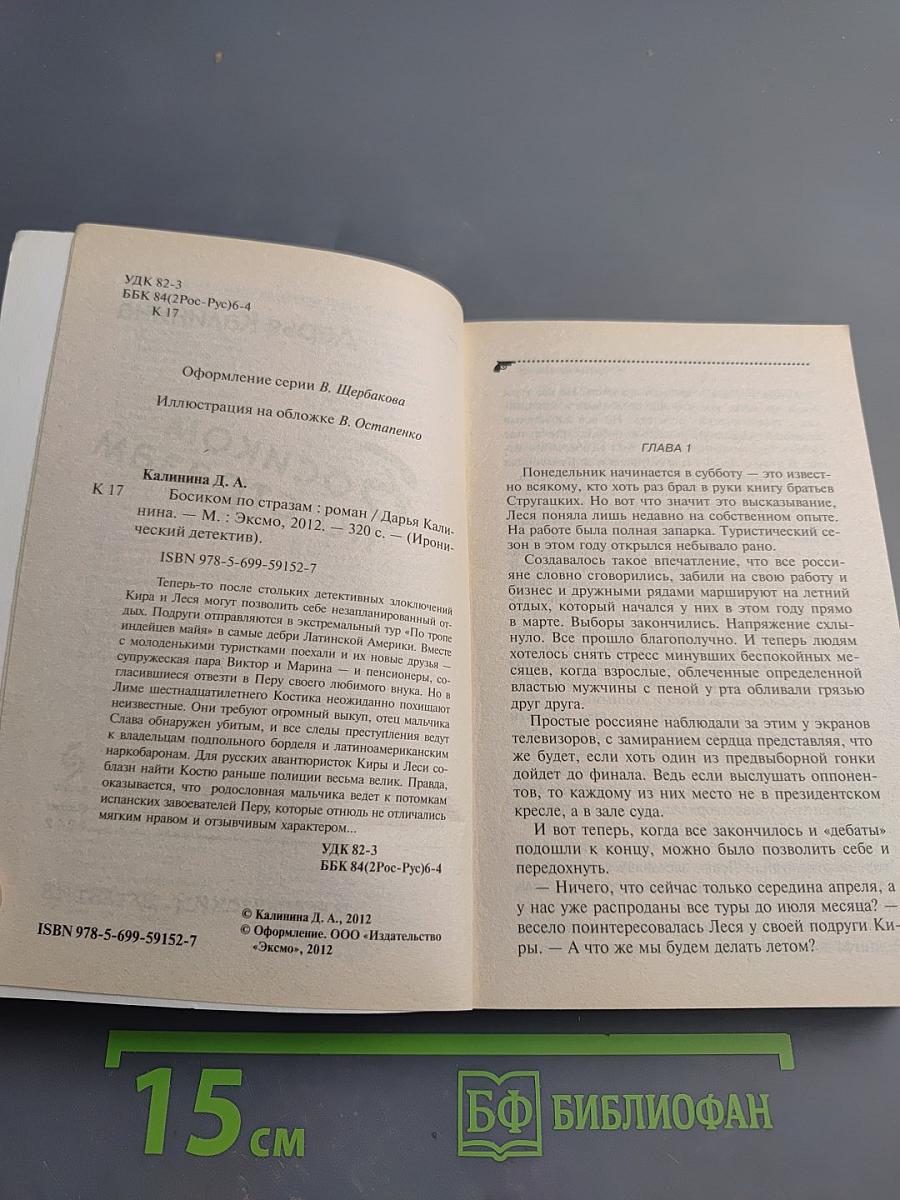 УДК 82-3
ББК 84(2Рос-Рус)6-4
К 17
Оформление серии В. Щербакова
Иллюстрация на обложке В. Остапенко
Калинина Д. А.
К 17 Босиком по стразам : роман / Дарья Кали-
нина. — М. : Эксмо, 2012. — 320 с. — (Ирони-
ческий детектив).
ISBN 978-5-699-59152-7
Теперь-то после стольких детективных злоключений
Кира и Леся могут позволить себе незапланированный от-
дых. Подруги отправляются в экстремальный тур «По тропе
индейцев майя» в самые дебри Латинской Америки. Вместе
с молоденькими туристками поехали и их новые друзья —
супружеская пара Виктор и Марина — и пенсионеры, со-
гласившиеся отвезти в Перу своего любимого внука. Но в
Лиме шестнадцатилетнего Костика неожиданно похищают
неизвестные. Они требуют огромный выкуп, отец мальчика
Слава обнаружен убитым, и все следы преступления ведут
к владельцам подпольного борделя и латиноамериканским
наркобаронам. Для русских авантюристок Киры и Леси со-
блазн найти Костю раньше полиции весьма велик. Правда,
оказывается, что родословная мальчика ведет к потомкам
испанских завоевателей Перу, которые отнюдь не отличались
мягким нравом и отзывчивым характером...
УДК 82-3
ББК 84(2Рос-Рус)6-4
© Калинина Д. А., 2012
© Оформление. ООО «Издательство
«Эксмо», 2012
ISBN 978-5-699-59152-7
ГЛАВА 1
Понедельник начинается в субботу — это извест-
но всякому, кто хоть раз брал в руки книгу братьев
Стругацких. Но вот что значит это высказывание,
Леся поняла лишь недавно на собственном опыте.
На работе была полная запарка. Туристический се-
зон в этом году открылся небывало рано.
Создавалось такое впечатление, что все росси-
яне словно сговорились, забили на свою работу и
бизнес и дружными рядами маршируют на летний
отдых, который начался у них в этом году прямо
в марте. Выборы закончились. Напряжение схлы-
нуло. Все прошло благополучно. И теперь людям
хотелось снять стресс минувших беспокойных ме-
сяцев, когда взрослые, облеченные определенной
властью мужчины с пеной у рта обливали грязью
друг друга.
Простые россияне наблюдали за этим у экранов
телевизоров, с замиранием сердца представляя, что
же будет, если хоть один из предвыборной гонки
дойдет до финала. Ведь если выслушать оппонен-
тов, то каждому из них место не в президентском
кресле, а в зале суда.
И вот теперь, когда все закончилось и «дебаты»
подошли к концу, можно было позволить себе и
передохнуть.
— Ничего, что сейчас только середина апреля, а
у нас уже распроданы все туры до июля месяца? —
весело поинтересовалась Леся у своей подруги Ки-
ры. — А что же мы будем делать летом?
15 см
БФ БИБЛИОФАН